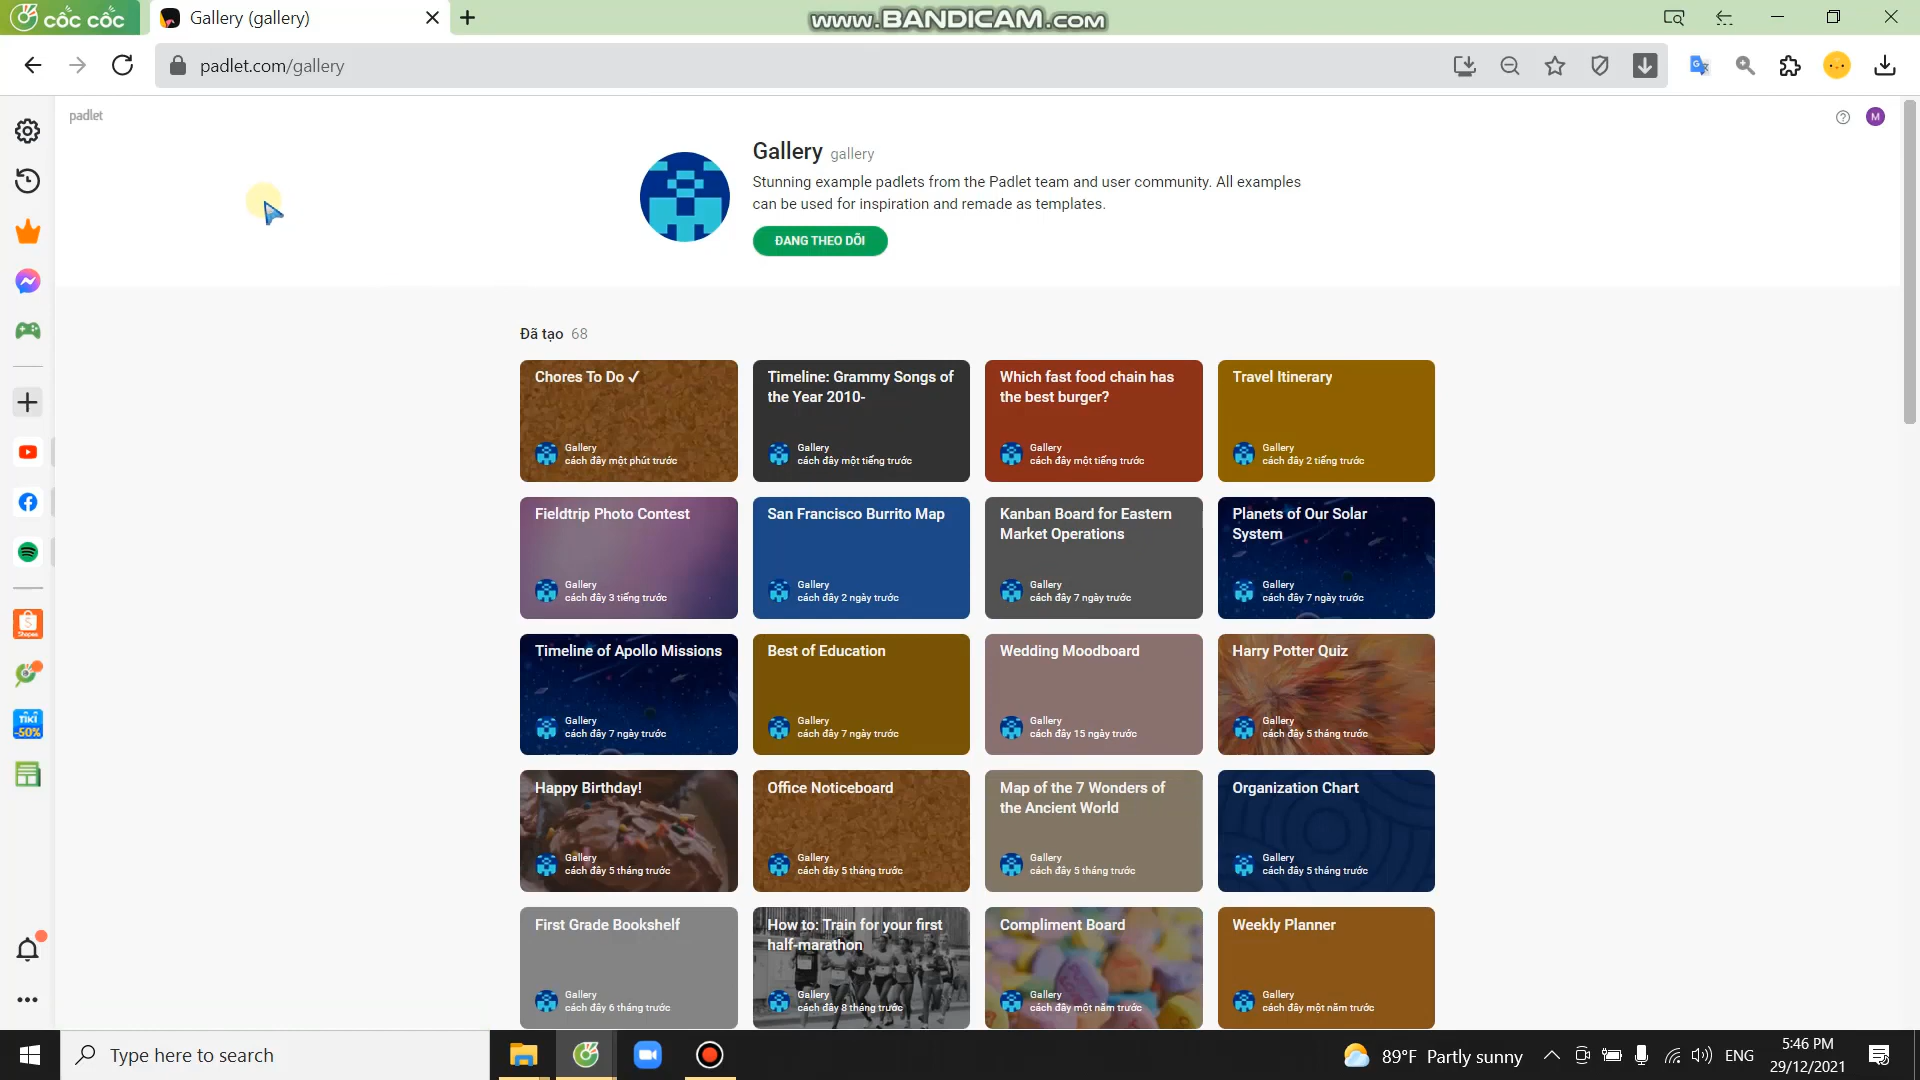 cốc cốc
Gallery (gallery)
www.BANDICAM.com
padlet.com/gallery
padlet
M
Gallery gallery
Stunning example padlets from the Padlet team and user community. All examples
can be used for inspiration and remade as templates.
ĐANG THEO DÕI
Đã tạo 68
Chores To Do ✓
Gallery
cách đây một phút trước
Timeline: Grammy Songs of
the Year 2010-
Gallery
cách đây một tiếng trước
Which fast food chain has
the best burger?
Gallery
cách đây một tiếng trước
Travel Itinerary
Gallery
cách đây 2 tiếng trước
Fieldtrip Photo Contest
Gallery
cách đây 3 tiếng trước
San Francisco Burrito Map
Gallery
cách đây 2 ngày trước
Kanban Board for Eastern
Market Operations
Gallery
cách đây 7 ngày trước
Planets of Our Solar
System
Gallery
cách đây 7 ngày trước
Timeline of Apollo Missions
Gallery
cách đây 7 ngày trước
Best of Education
Gallery
cách đây 7 ngày trước
Wedding Moodboard
Gallery
cách đây 15 ngày trước
Harry Potter Quiz
Gallery
cách đây 5 tháng trước
Happy Birthday!
Gallery
cách đây 5 tháng trước
Office Noticeboard
Gallery
cách đây 5 tháng trước
Map of the 7 Wonders of
the Ancient World
Gallery
cách đây 5 tháng trước
Organization Chart
Gallery
cách đây 5 tháng trước
First Grade Bookshelf
Gallery
cách đây 6 tháng trước
How to: Train for your first
half-marathon
Gallery
cách đây 8 tháng trước
Compliment Board
Gallery
cách đây một năm trước
Weekly Planner
Gallery
cách đây một năm trước
Shopee
TIKI
-50%
Type here to search
89°F Partly sunny
ENG
5:46 PM
29/12/2021